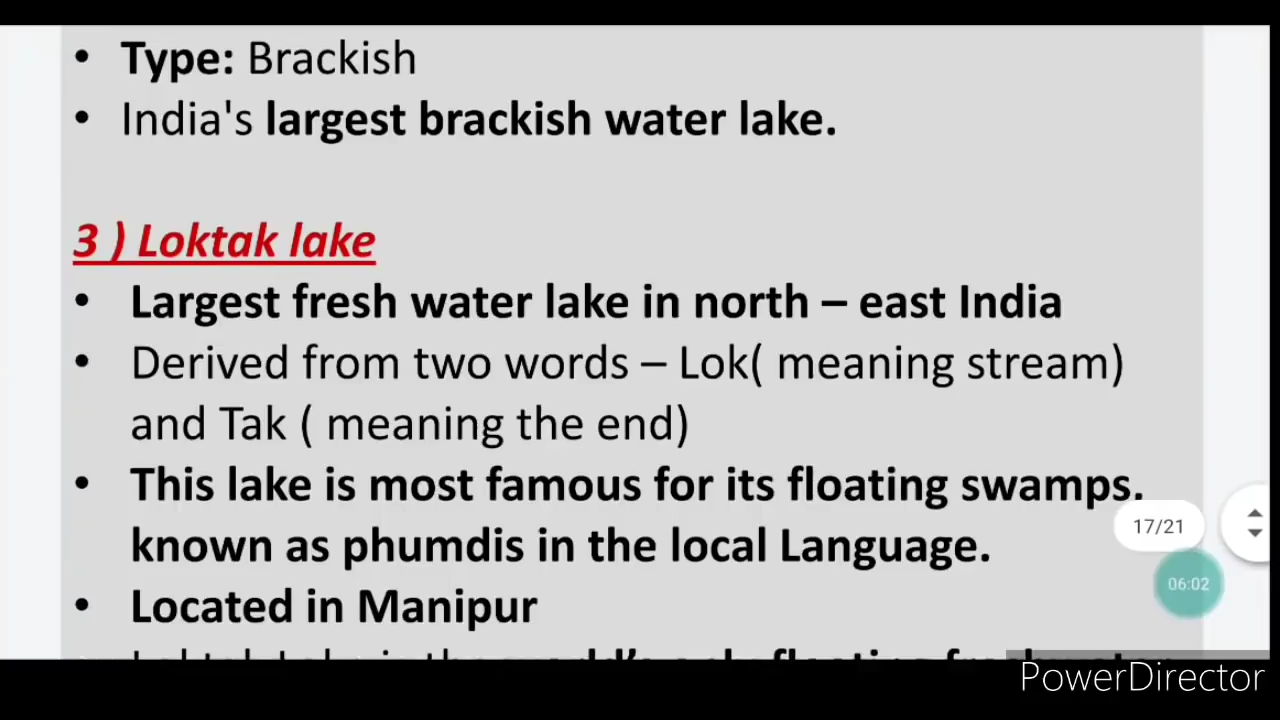 • Type: Brackish
• India's largest brackish water lake.
3 ) Loktak lake
• Largest fresh water lake in north – east India
• Derived from two words – Lok( meaning stream)
and Tak ( meaning the end)
• This lake is most famous for its floating swamps,
known as phumdis in the local Language.
17/21
• Located in Manipur
06:02
PowerDirector